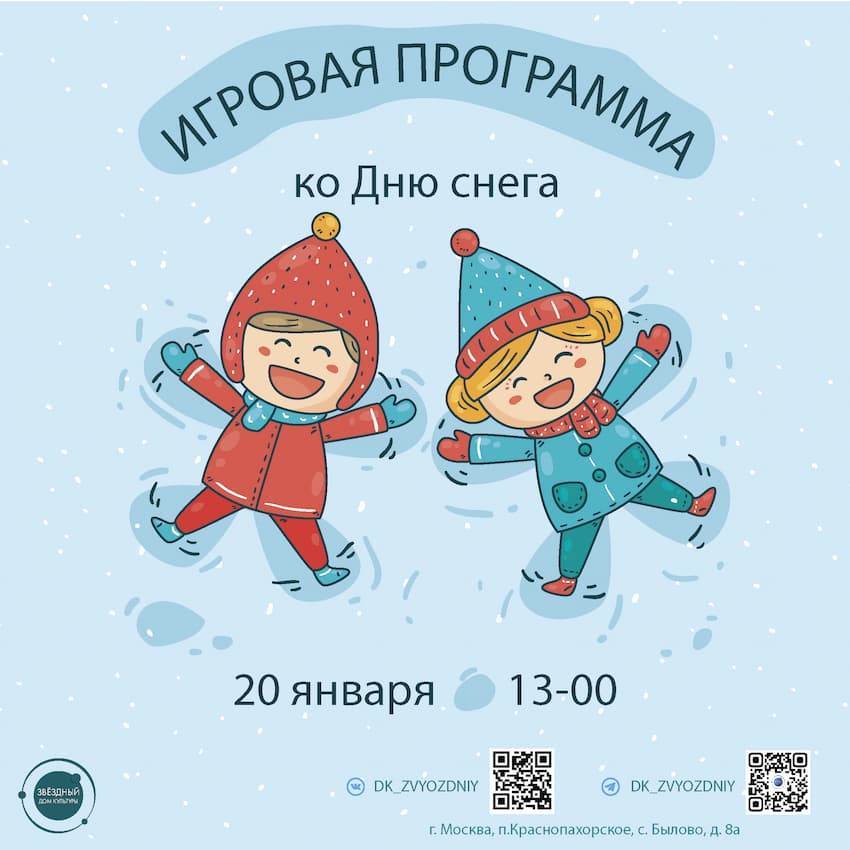 ИГРОВАЯ ПРОГРАММА
ко Дню снега
20 января 13-00
ЗВЁЗДНЫЙ
ДОМ КУЛЬТУРЫ
DK_ZVYOZDNIY DK_ZVYOZDNIY
г. Москва, п.Краснопахорское, с. Былово, д. 8а